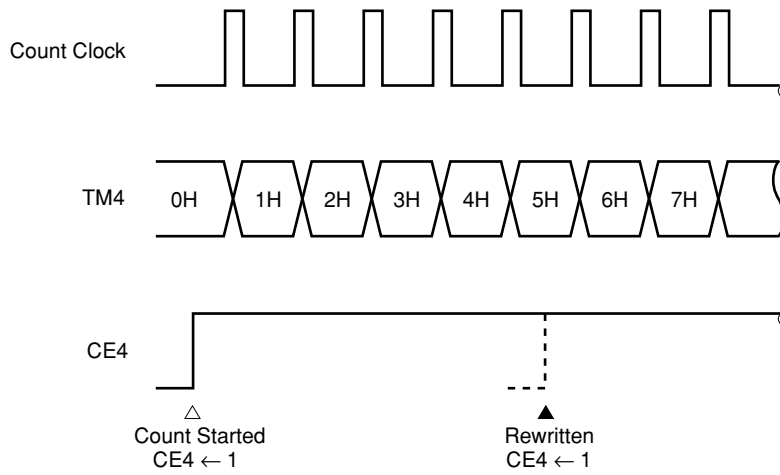 Count Clock
TM4
0H 1H 2H 3H 4H 5H 6H 7H
CE4
Count Started
CE4 ← 1
Rewritten
CE4 ← 1